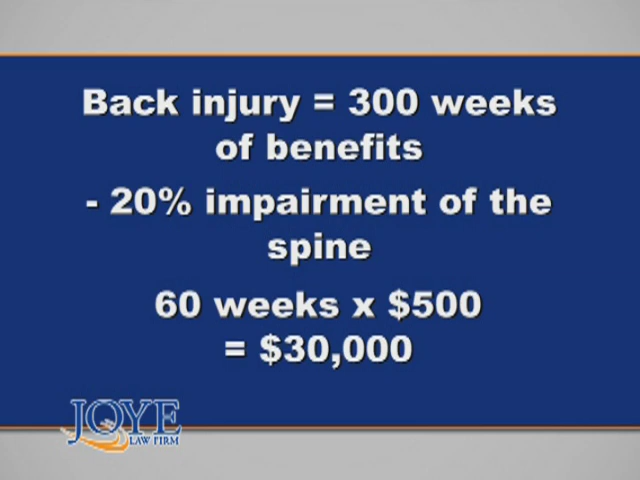 Back injury = 300 weeks
of benefits
- 20% impairment of the
spine
60 weeks x $500
= $30,000
JOYE
LAW FIRM